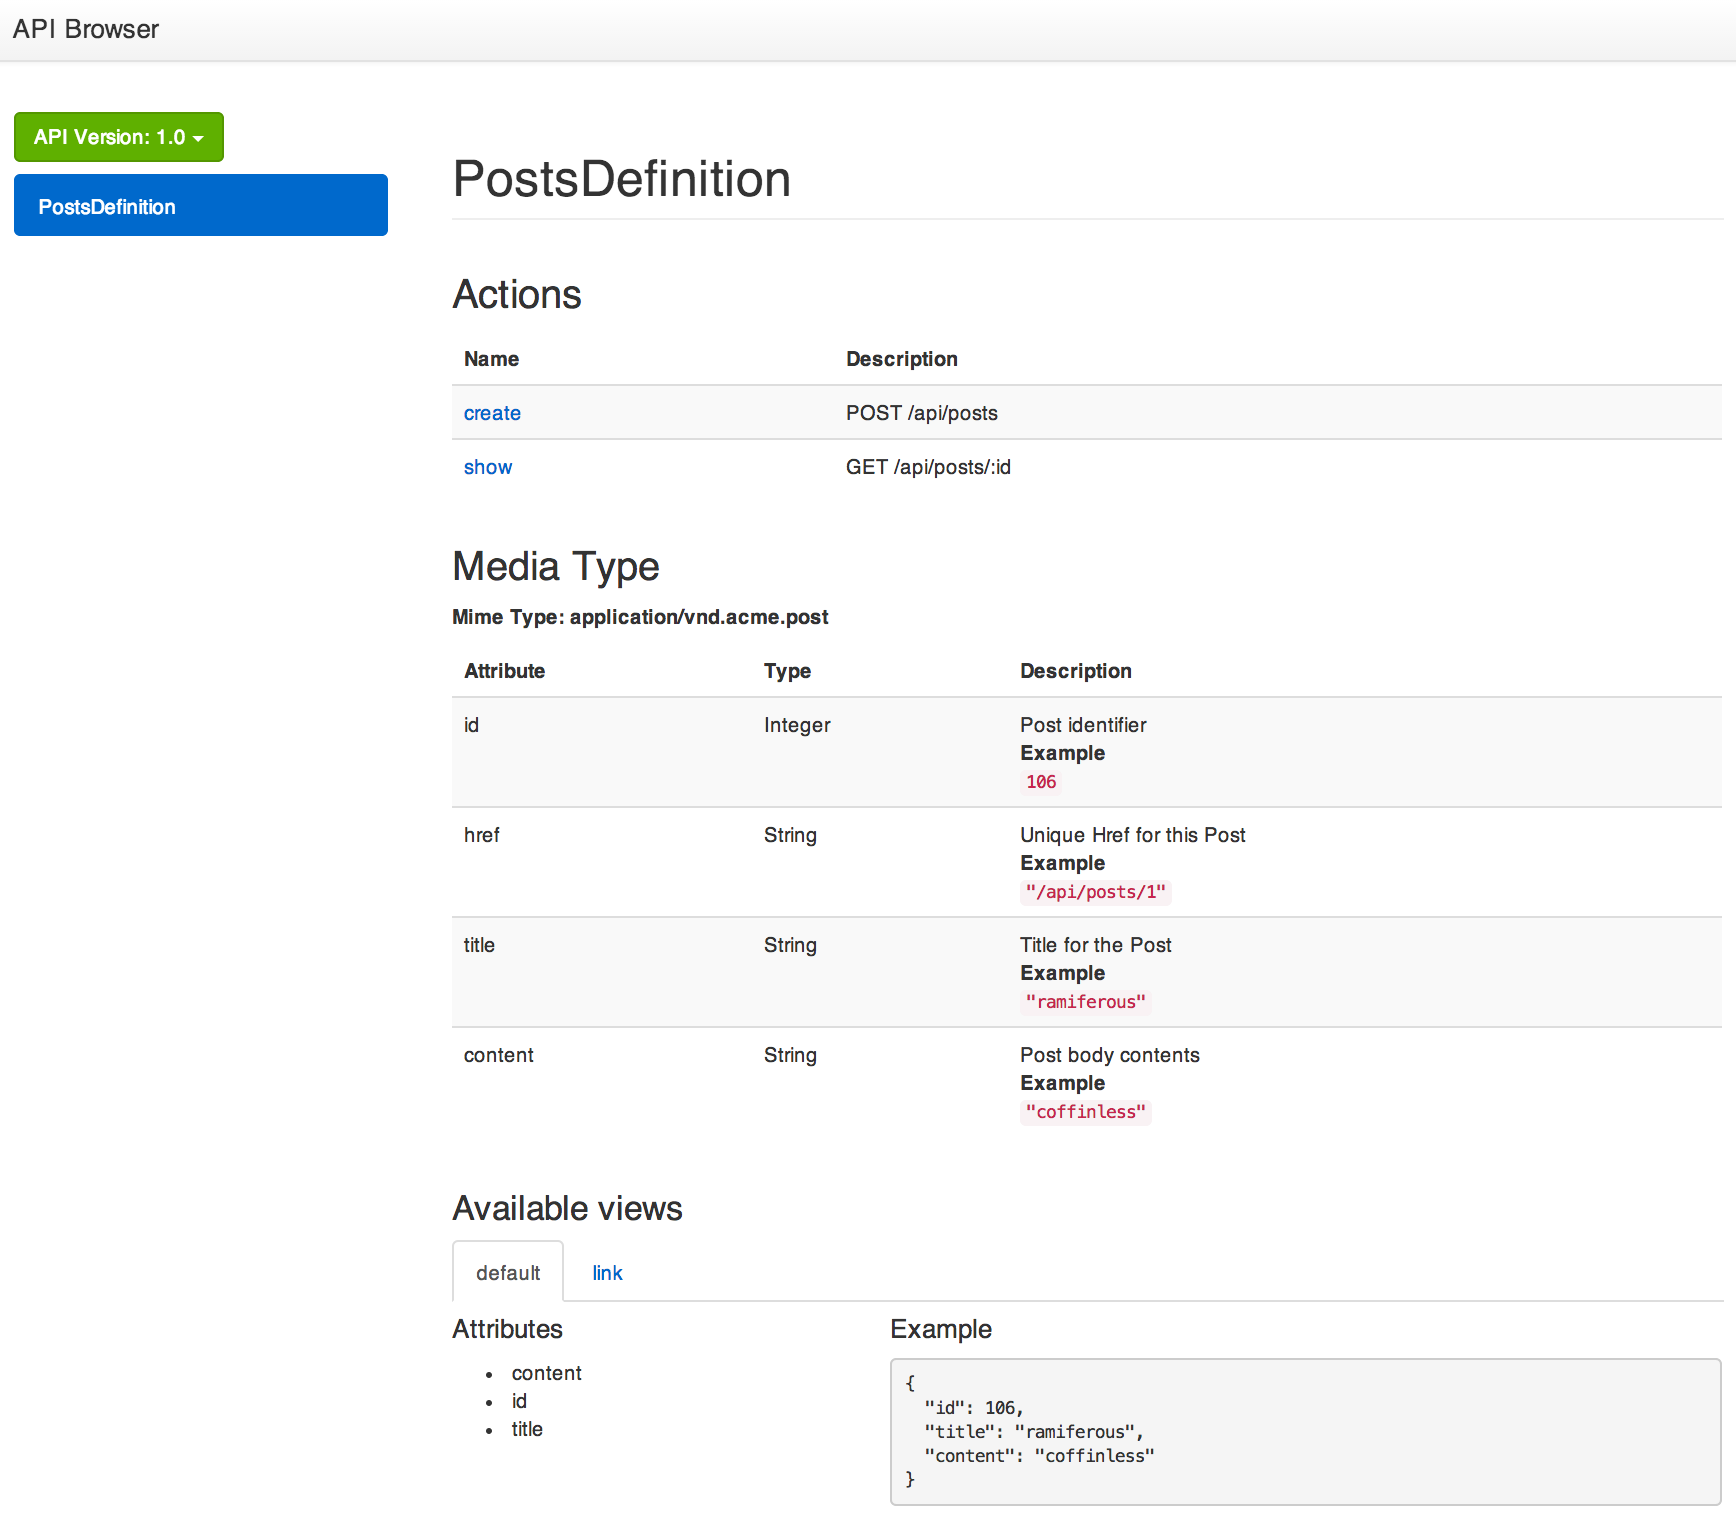 API Browser
API Version: 1.0
PostsDefinition
PostsDefinition
Actions
Name Description
create POST /api/posts
show GET /api/posts/:id
Media Type
Mime Type: application/vnd.acme.post
Attribute Type Description
id Integer Post identifier
Example
106
href String Unique Href for this Post
Example
"/api/posts/1"
title String Title for the Post
Example
"ramiferous"
content String Post body contents
Example
"coffinless"
Available views
default link
Attributes
content
id
title
Example
{
  "id": 106,
  "title": "ramiferous",
  "content": "coffinless"
}